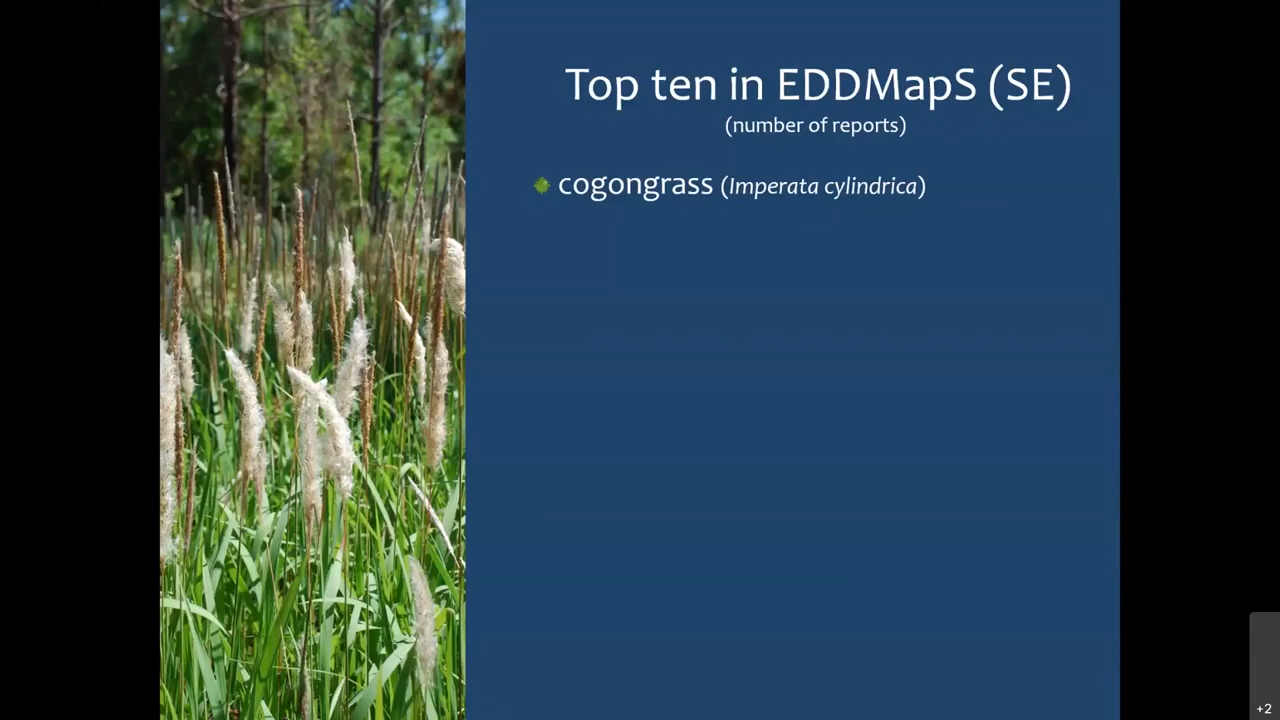 Top ten in EDDMapS (SE)
(number of reports)
cogongrass (Imperata cylindrica)
+2